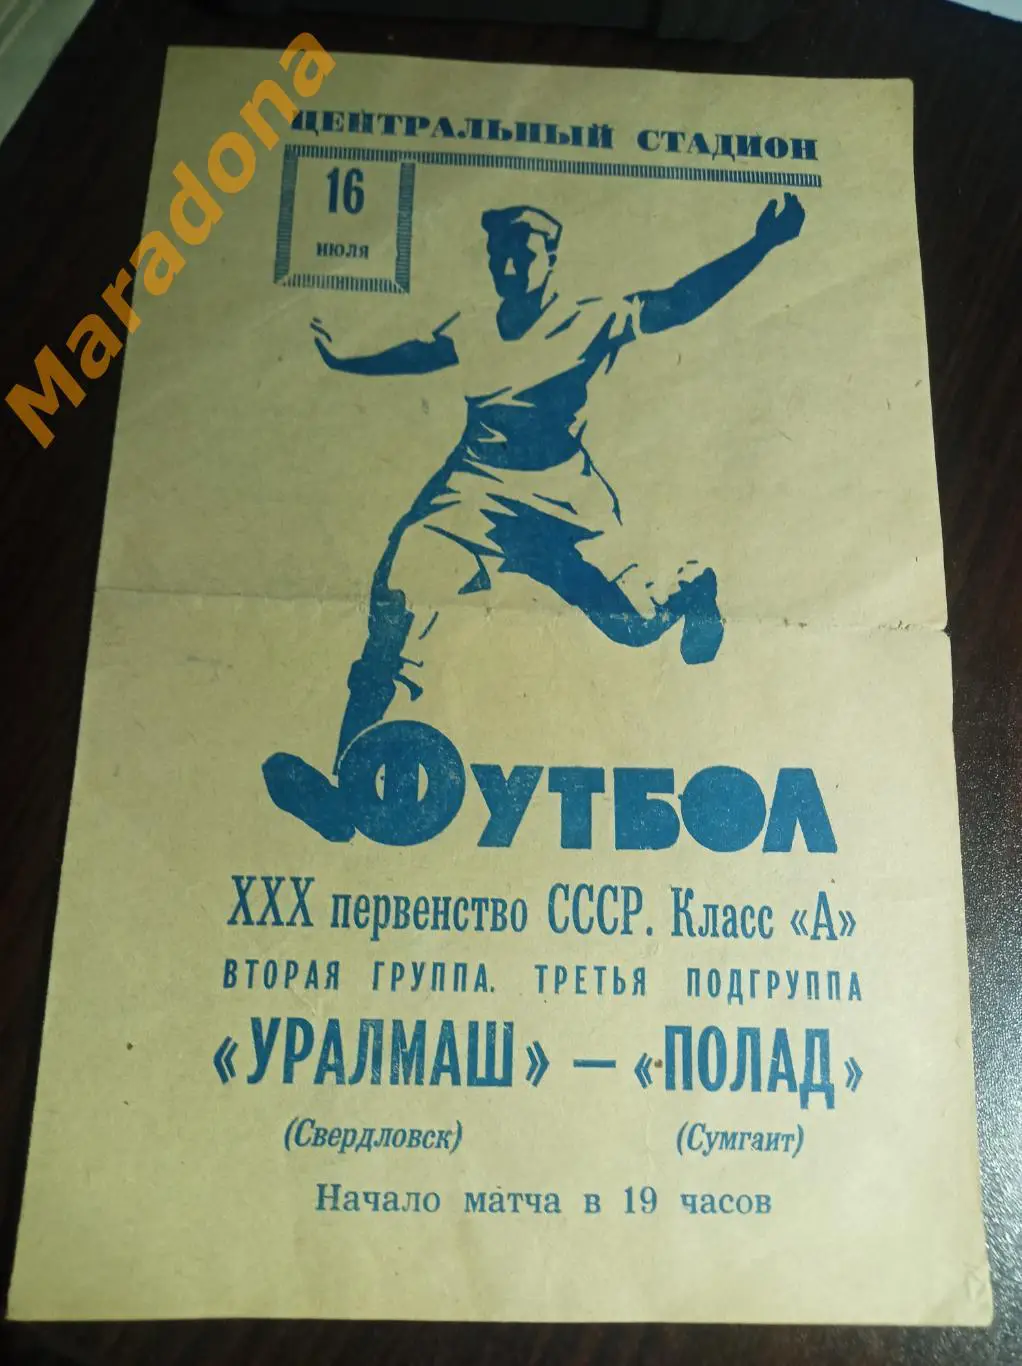 Maradona
ЦЕНТРАЛЬНЫЙ СТАДИОН
16
июля
ФУТБОЛ
XXX первенство СССР. Класс «А»
ВТОРАЯ ГРУППА. ТРЕТЬЯ ПОДГРУППА
«УРАЛМАШ» — «ПОЛАД»
(Свердловск) (Сумгаит)
Начало матча в 19 часов